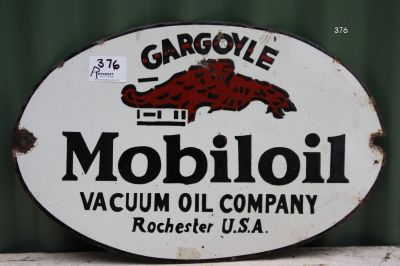 376
GARGOYLE
376
Mobiloil
VACUUM OIL COMPANY
Rochester U.S.A.